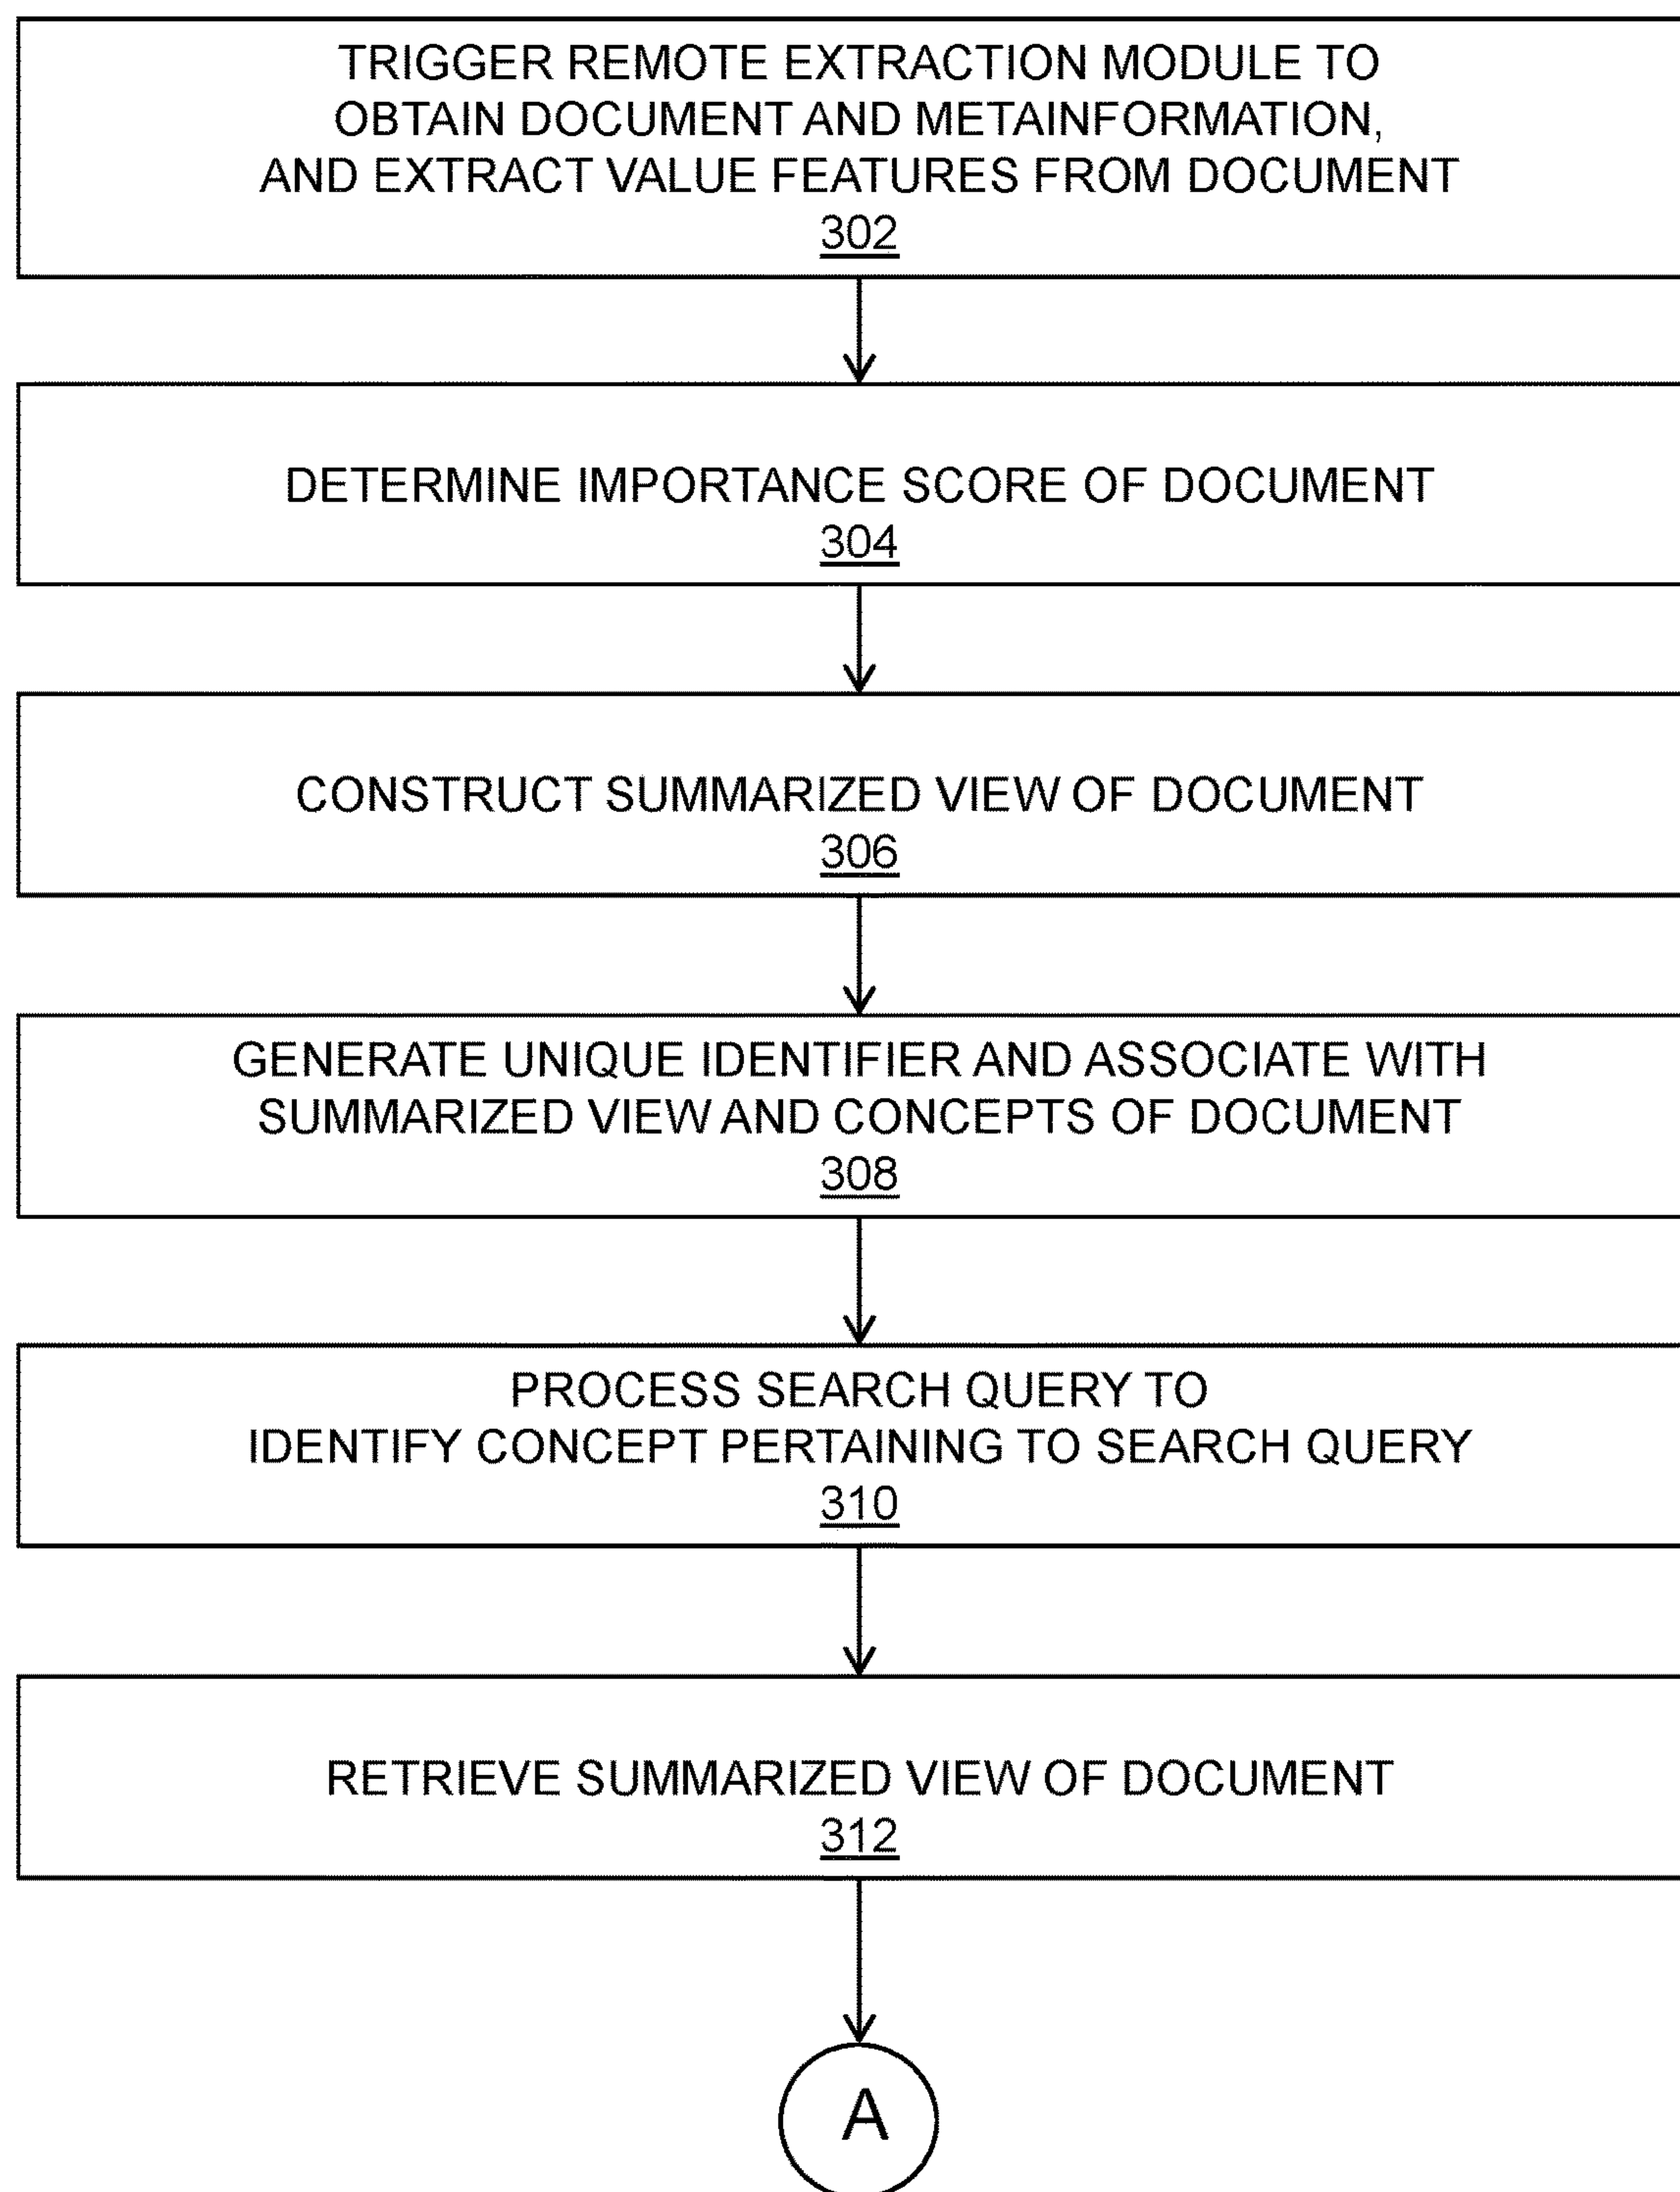 TRIGGER REMOTE EXTRACTION MODULE TO
OBTAIN DOCUMENT AND METAINFORMATION,
AND EXTRACT VALUE FEATURES FROM DOCUMENT
302
DETERMINE IMPORTANCE SCORE OF DOCUMENT
304
CONSTRUCT SUMMARIZED VIEW OF DOCUMENT
306
GENERATE UNIQUE IDENTIFIER AND ASSOCIATE WITH
SUMMARIZED VIEW AND CONCEPTS OF DOCUMENT
308
PROCESS SEARCH QUERY TO
IDENTIFY CONCEPT PERTAINING TO SEARCH QUERY
310
RETRIEVE SUMMARIZED VIEW OF DOCUMENT
312
A